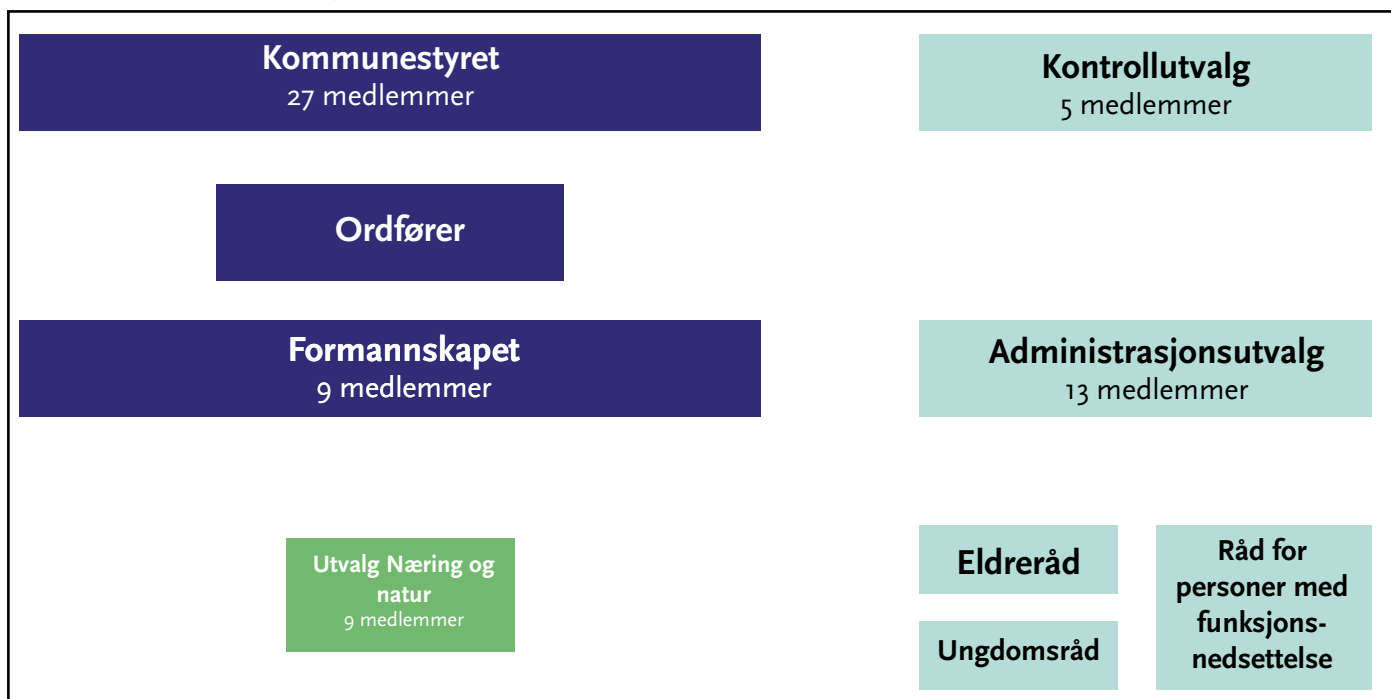 Kommunestyret
27 medlemmer
Kontrollutvalg
5 medlemmer
Ordfører
Formannskapet
9 medlemmer
Administrasjonsutvalg
13 medlemmer
Utvalg Næring og
natur
9 medlemmer
Eldreråd
Ungdomsråd
Råd for
personer med
funksjons-
nedsettelse